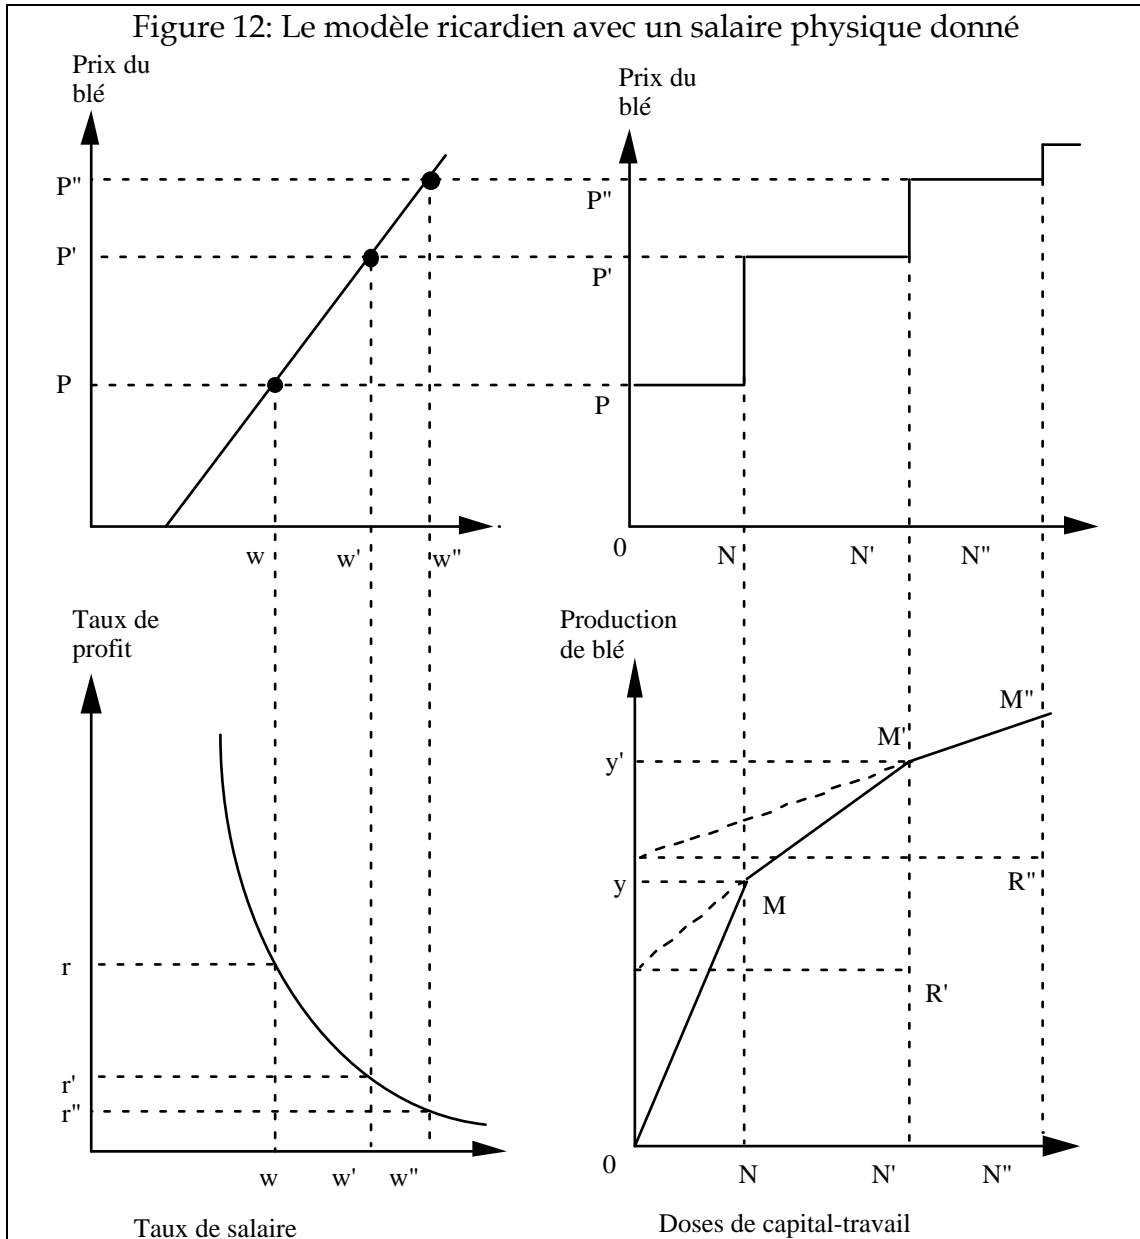 Figure 12: Le modèle ricardien avec un salaire physique donné
Prix du
blé
P"
P'
P
w
w'
w"
Prix du
blé
P"
P'
P
0
N
N'
N"
Taux de
profit
r
r'
r"
w
w'
w"
Taux de salaire
Production
de blé
M"
M'
y'
y
M
R"
R'
0
N
N'
N"
Doses de capital-travail